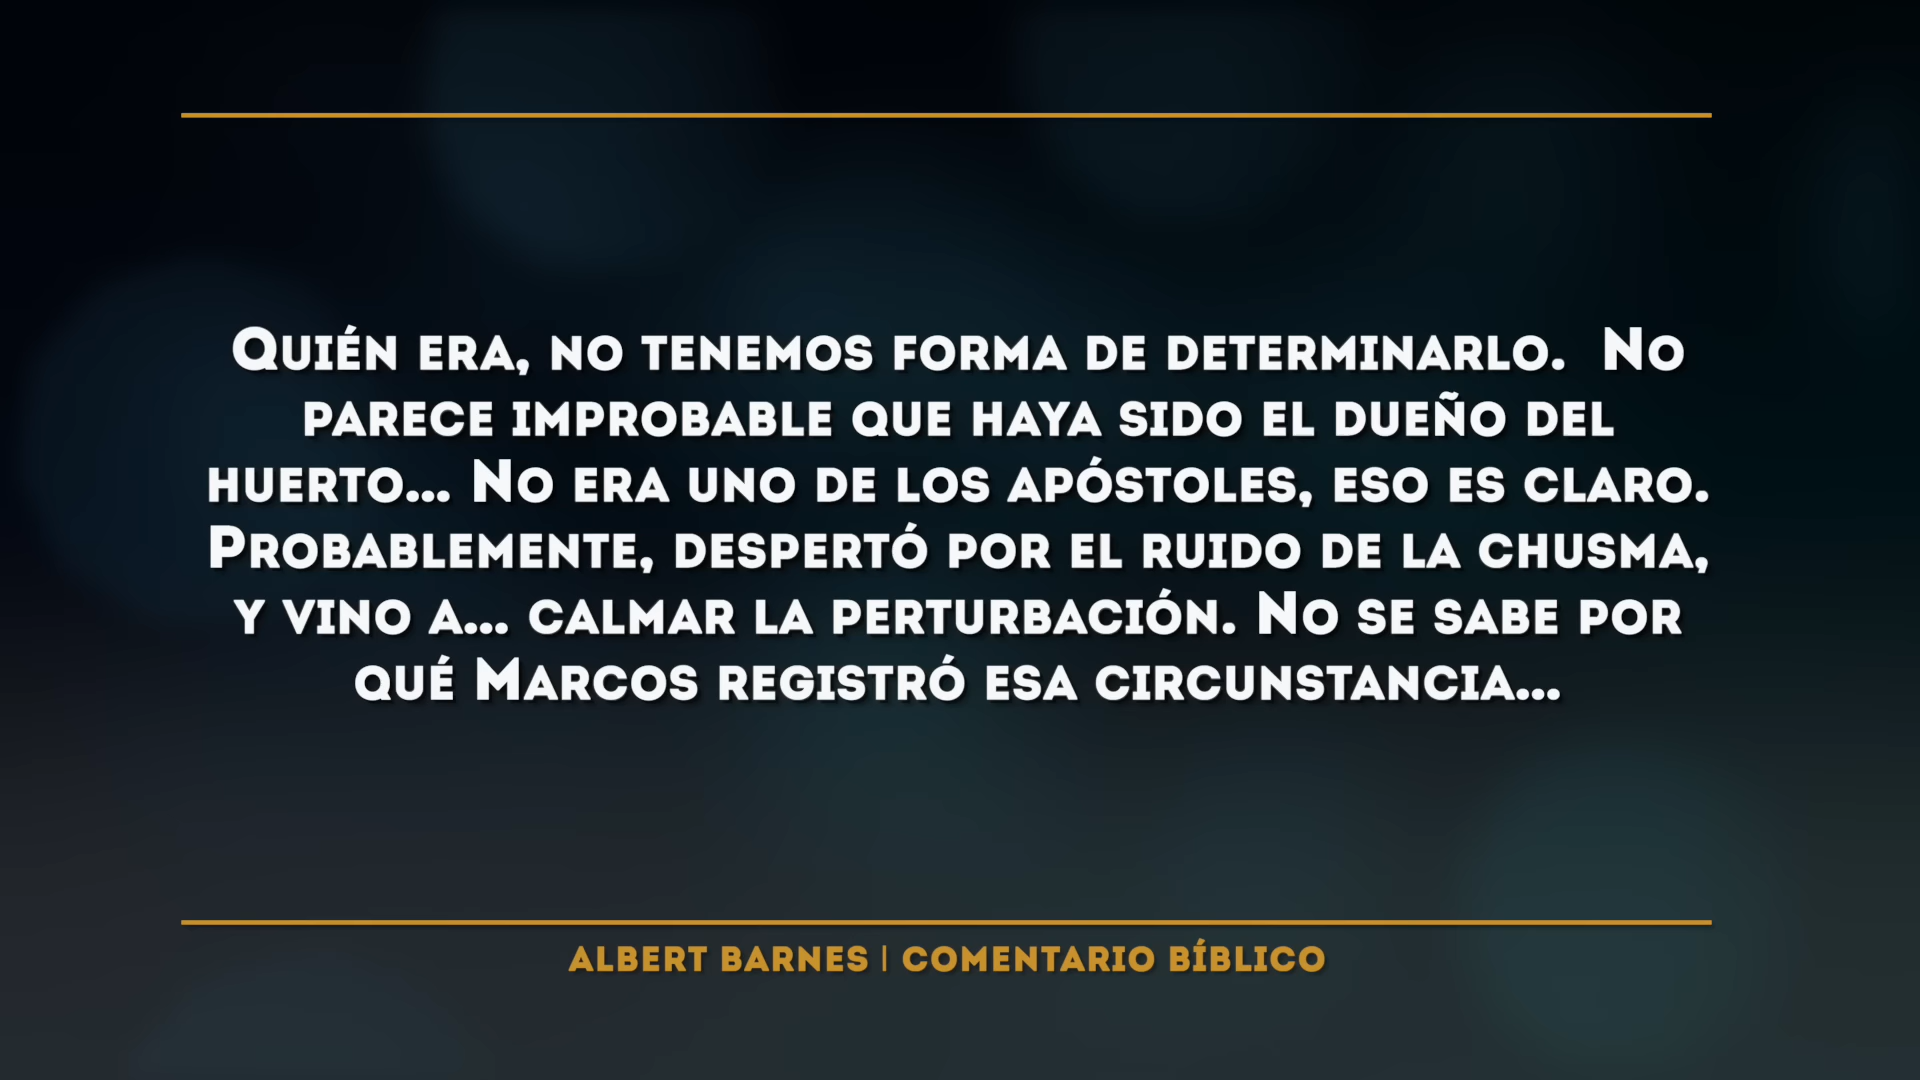 Quién era, no tenemos forma de determinarlo.  No
parece improbable que haya sido el dueño del
huerto... No era uno de los apóstoles, eso es claro.
Probablemente, despertó por el ruido de la chusma,
y vino a... calmar la perturbación. No se sabe por
qué Marcos registró esa circunstancia...
ALBERT BARNES | COMENTARIO BÍBLICO